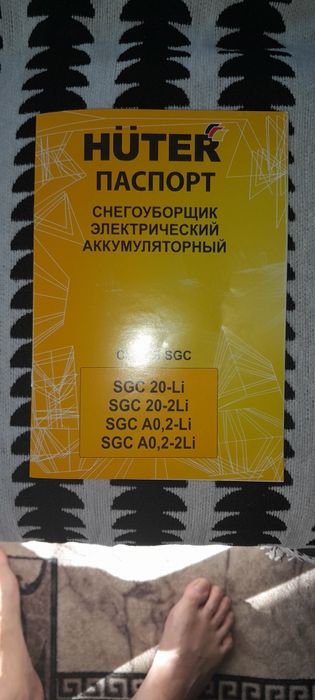 HÜTER
ПАСПОРТ
СНЕГОУБОРЩИК
ЭЛЕКТРИЧЕСКИЙ
АККУМУЛЯТОРНЫЙ
SGC
SGC 20-Li
SGC 20-2Li
SGC A0,2-Li
SGC A0,2-2Li